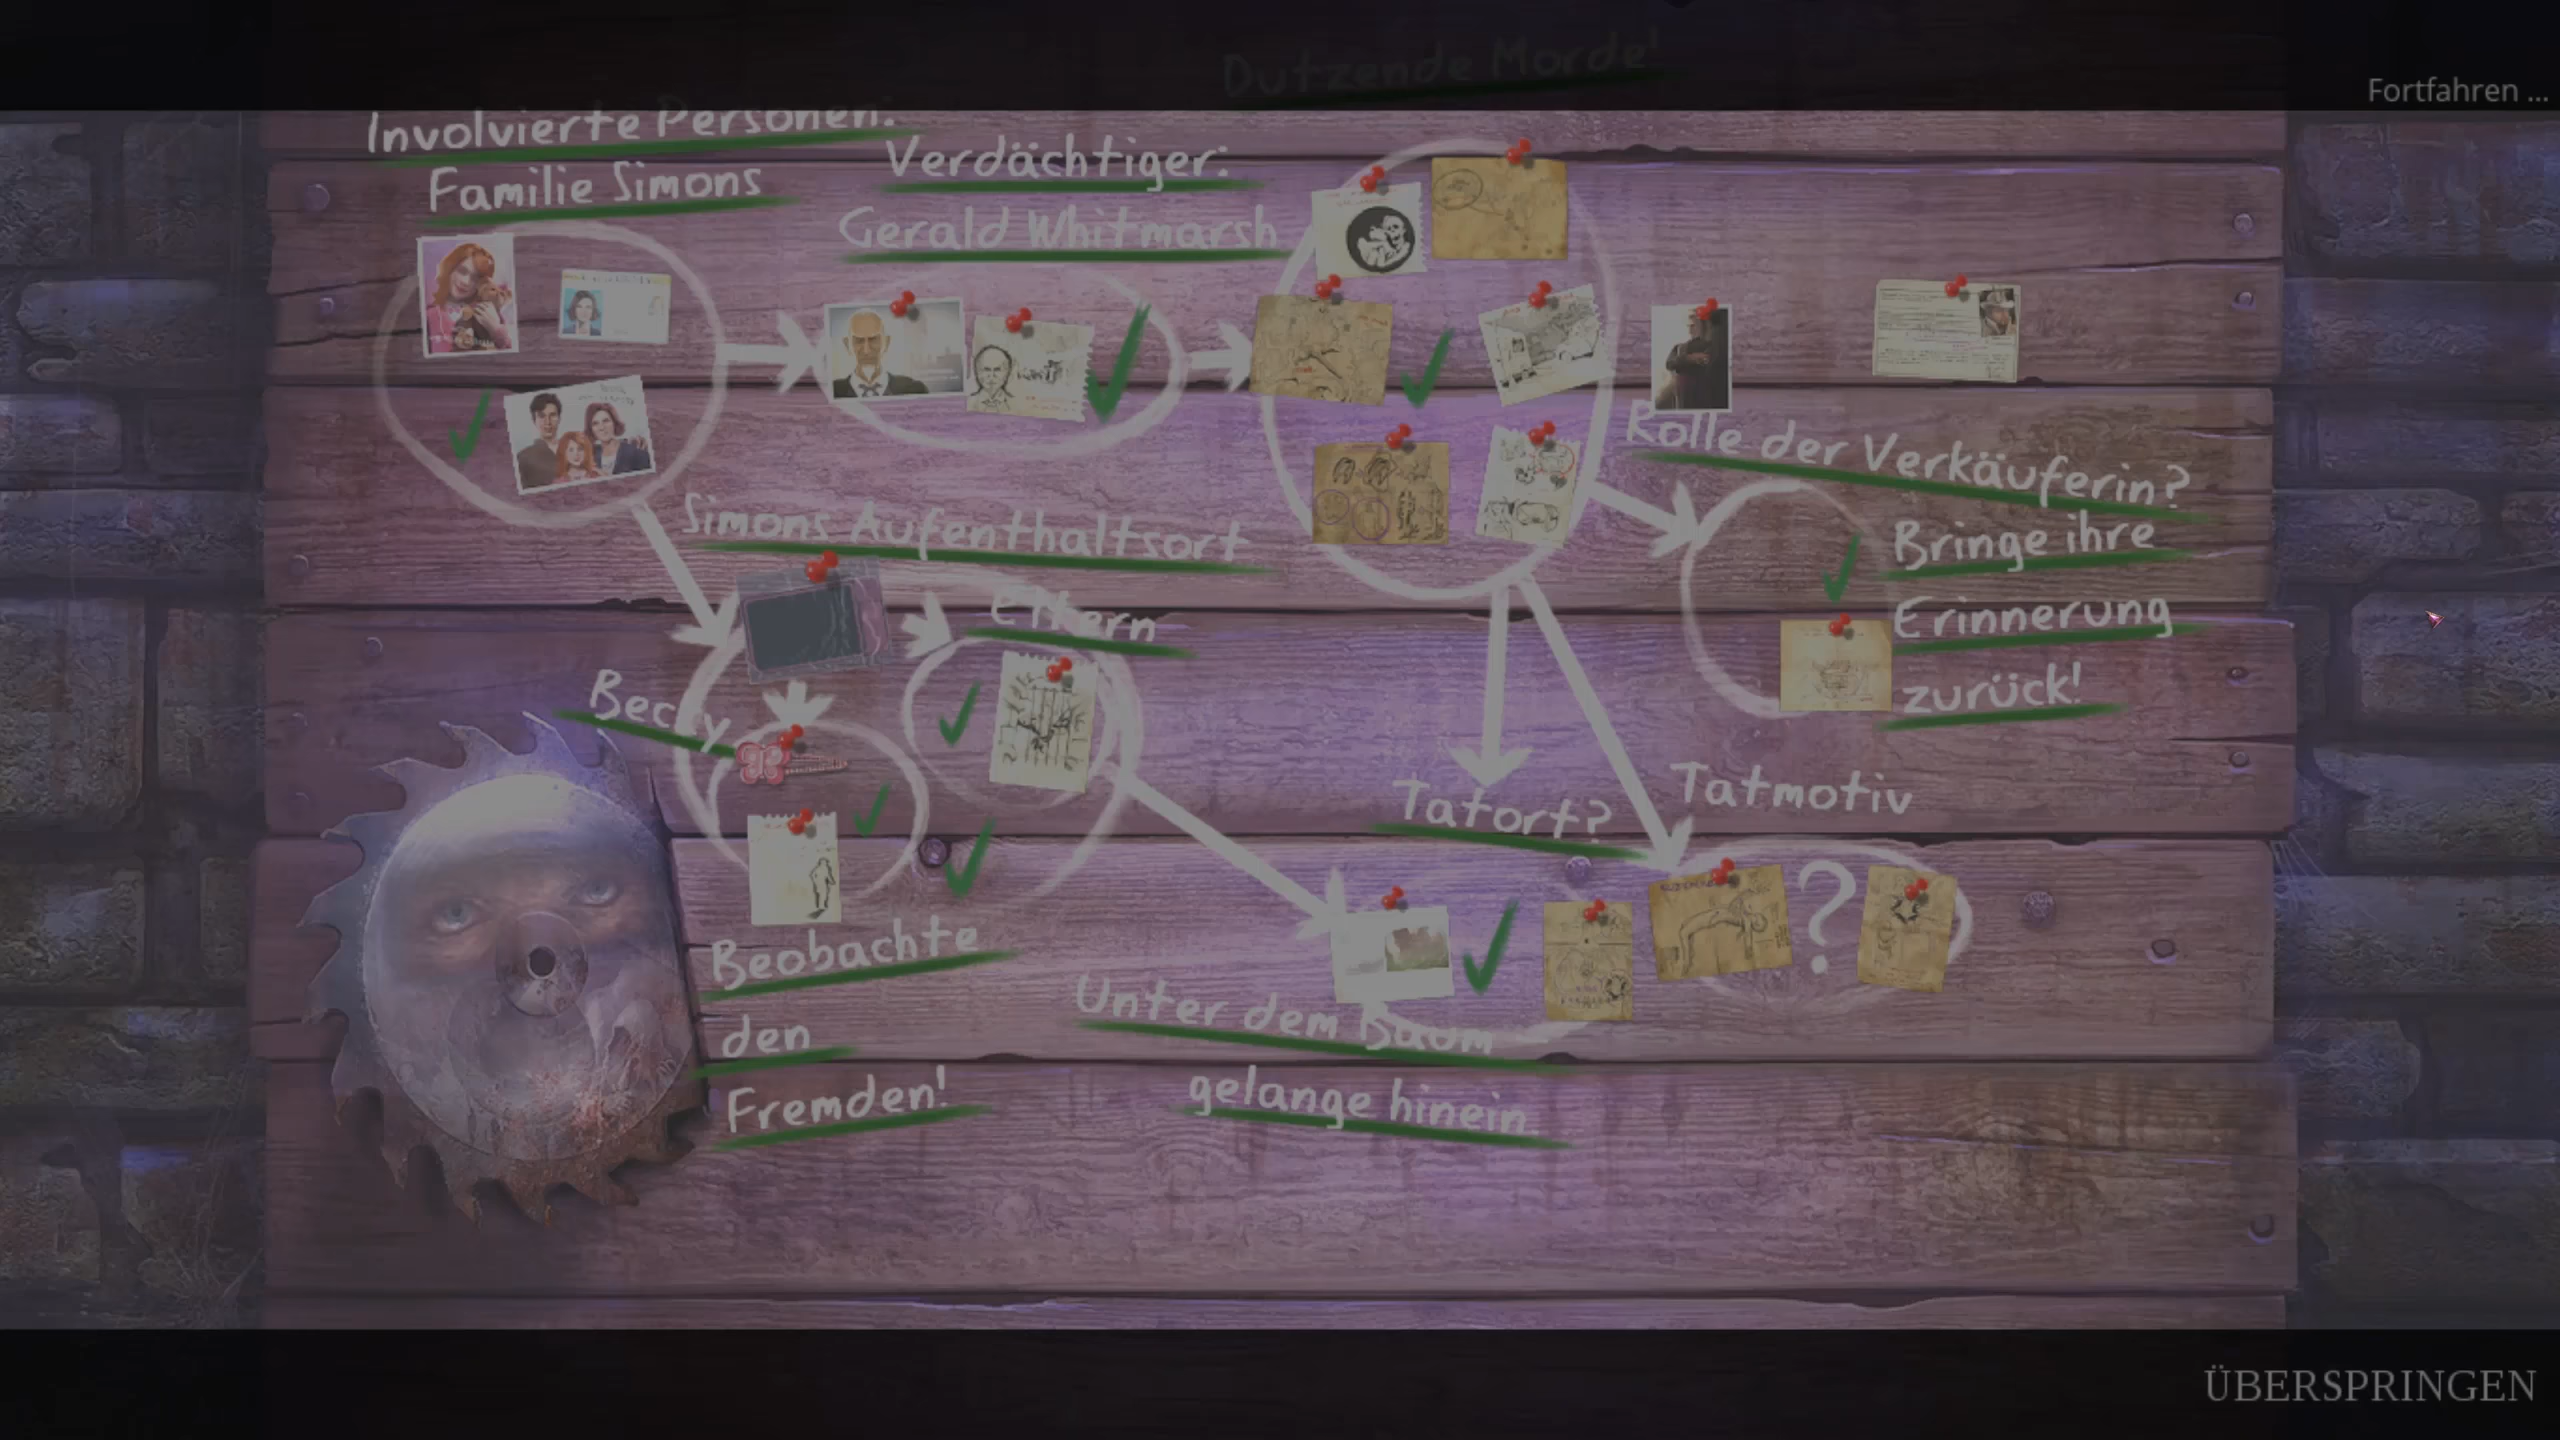 Dutzende Morde!
Fortfahren ...
Involvierte Personen:
Familie Simons
Verdächtiger:
Gerald Whitmarsh
Rolle der Verkäuferin?
Bringe ihre
Erinnerung
zurück!
Simons Aufenthaltsort
Eltern
Becky
Tatort?
Tatmotiv
?
Beobachte
den
Fremden!
Unter dem Baum
gelange hinein.
ÜBERSPRINGEN